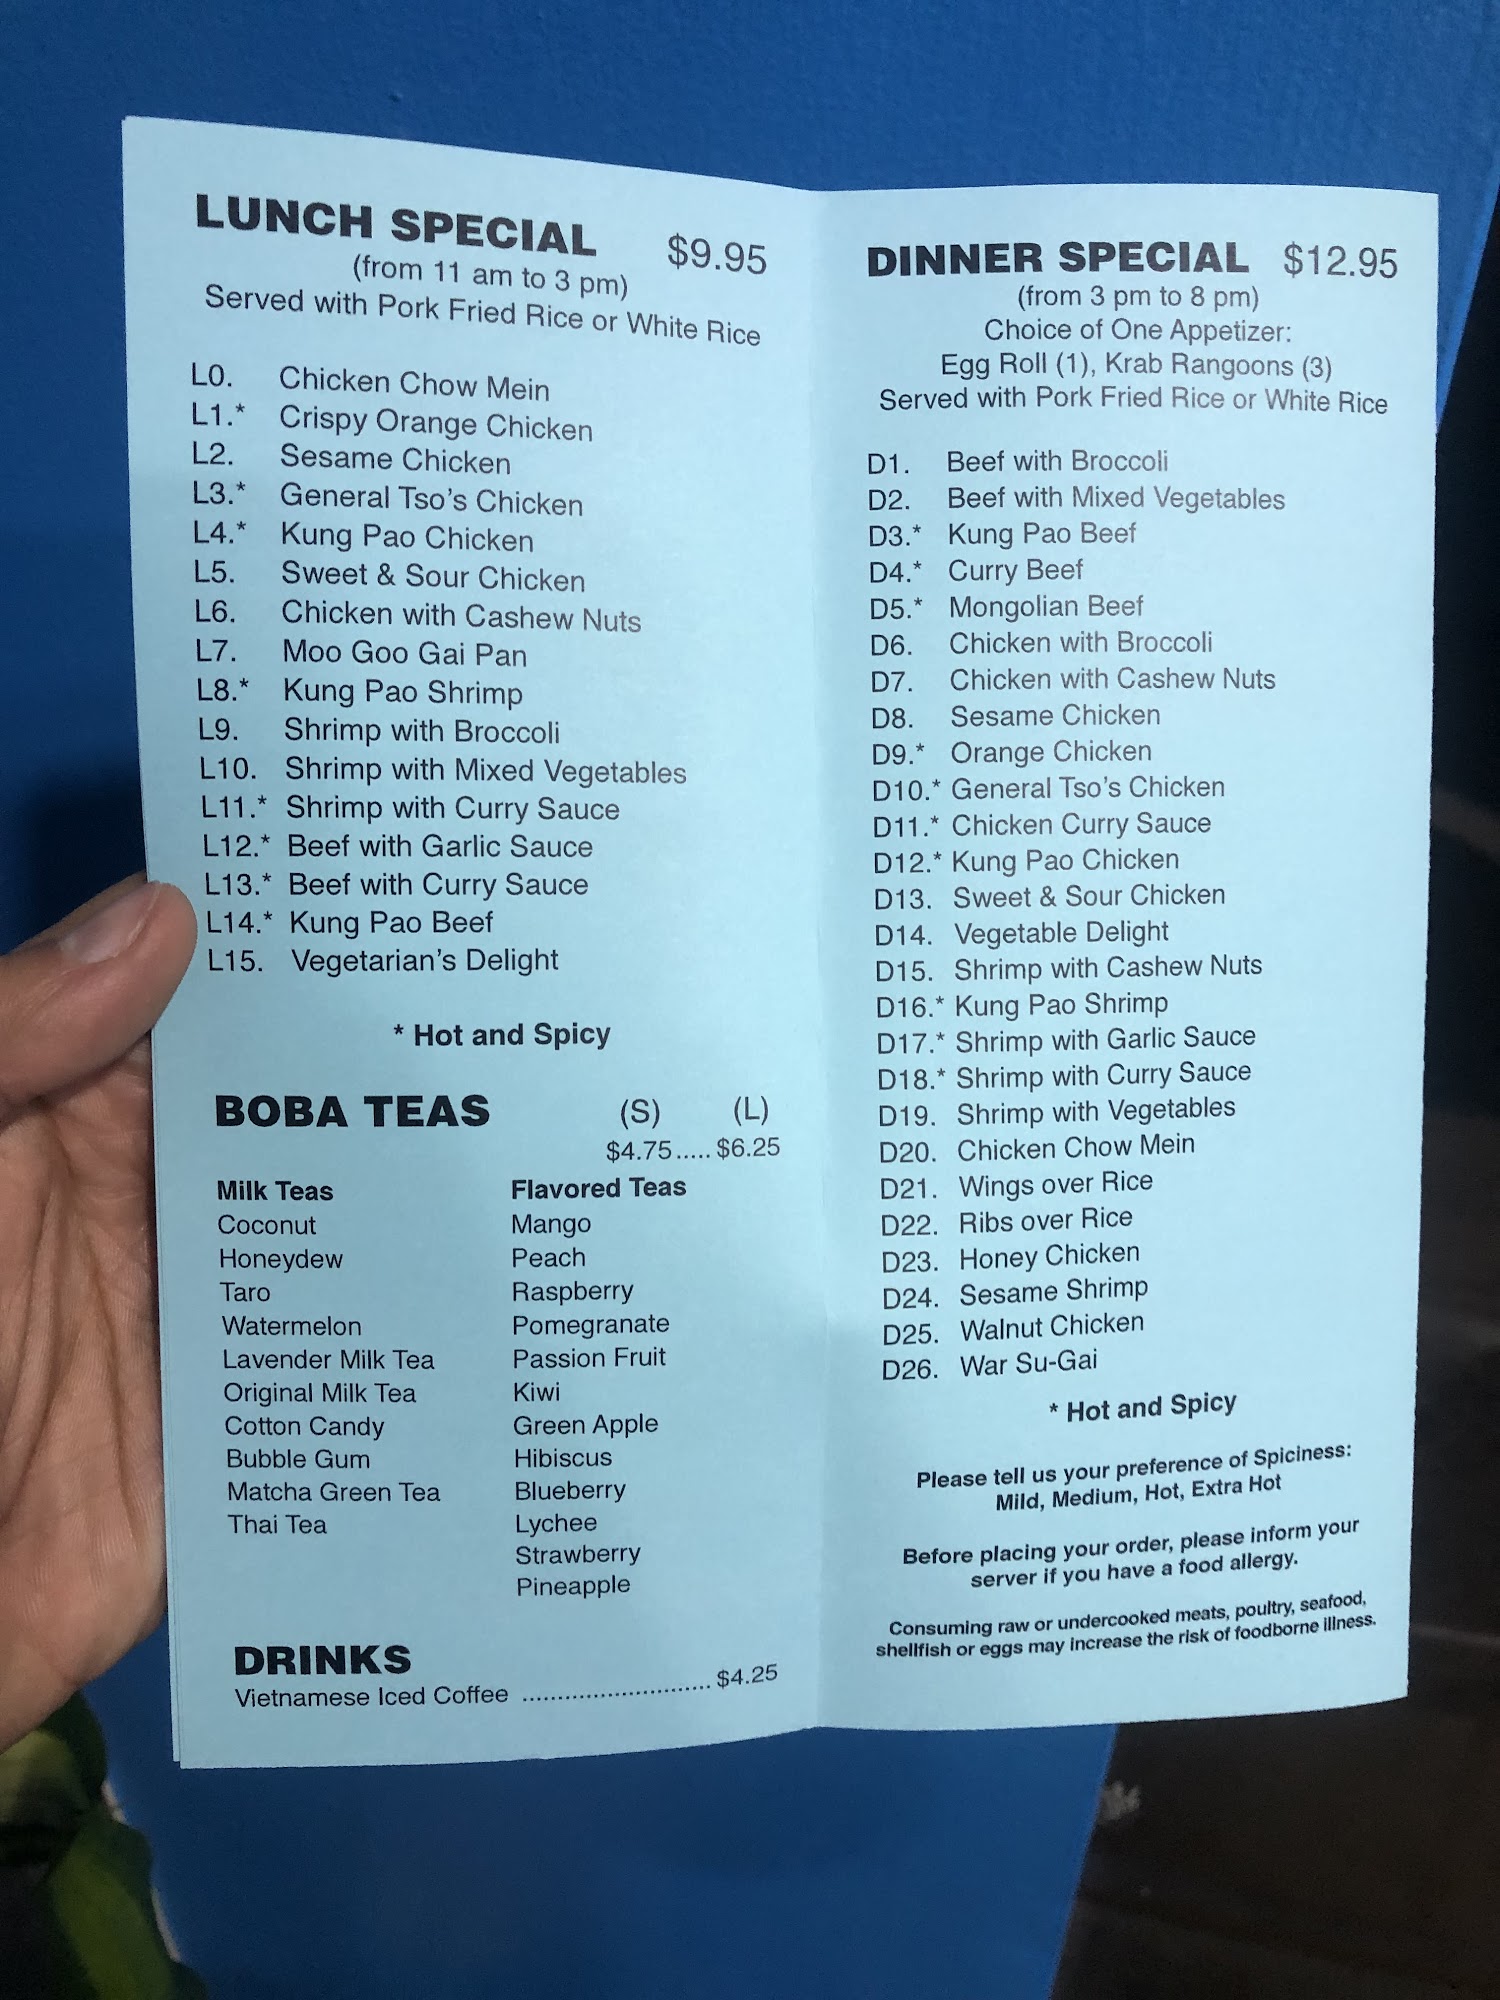 LUNCH SPECIAL $9.95
(from 11 am to 3 pm)
Served with Pork Fried Rice or White Rice
L0. Chicken Chow Mein
L1.* Crispy Orange Chicken
L2. Sesame Chicken
L3.* General Tso's Chicken
L4.* Kung Pao Chicken
L5. Sweet & Sour Chicken
L6. Chicken with Cashew Nuts
L7. Moo Goo Gai Pan
L8.* Kung Pao Shrimp
L9. Shrimp with Broccoli
L10. Shrimp with Mixed Vegetables
L11.* Shrimp with Curry Sauce
L12.* Beef with Garlic Sauce
L13.* Beef with Curry Sauce
L14.* Kung Pao Beef
L15. Vegetarian's Delight
* Hot and Spicy
BOBA TEAS (S) (L)
$4.75..... $6.25
Milk Teas
Coconut
Honeydew
Taro
Watermelon
Lavender Milk Tea
Original Milk Tea
Cotton Candy
Bubble Gum
Matcha Green Tea
Thai Tea
Flavored Teas
Mango
Peach
Raspberry
Pomegranate
Passion Fruit
Kiwi
Green Apple
Hibiscus
Blueberry
Lychee
Strawberry
Pineapple
DRINKS
Vietnamese Iced Coffee ........................... $4.25
DINNER SPECIAL $12.95
(from 3 pm to 8 pm)
Choice of One Appetizer:
Egg Roll (1), Krab Rangoons (3)
Served with Pork Fried Rice or White Rice
D1. Beef with Broccoli
D2. Beef with Mixed Vegetables
D3.* Kung Pao Beef
D4.* Curry Beef
D5.* Mongolian Beef
D6. Chicken with Broccoli
D7. Chicken with Cashew Nuts
D8. Sesame Chicken
D9.* Orange Chicken
D10.* General Tso's Chicken
D11.* Chicken Curry Sauce
D12.* Kung Pao Chicken
D13. Sweet & Sour Chicken
D14. Vegetable Delight
D15. Shrimp with Cashew Nuts
D16.* Kung Pao Shrimp
D17.* Shrimp with Garlic Sauce
D18.* Shrimp with Curry Sauce
D19. Shrimp with Vegetables
D20. Chicken Chow Mein
D21. Wings over Rice
D22. Ribs over Rice
D23. Honey Chicken
D24. Sesame Shrimp
D25. Walnut Chicken
D26. War Su-Gai
* Hot and Spicy
Please tell us your preference of Spiciness:
Mild, Medium, Hot, Extra Hot
Before placing your order, please inform your
server if you have a food allergy.
Consuming raw or undercooked meats, poultry, seafood,
shellfish or eggs may increase the risk of foodborne illness.